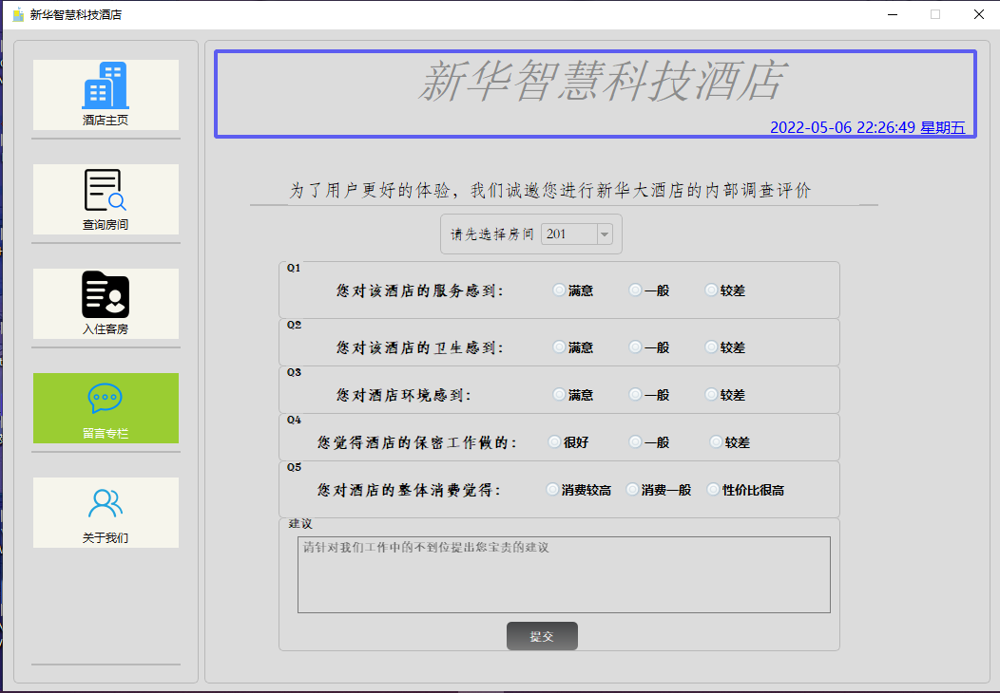 新华智慧科技酒店
酒店主页
查询房间
入住客房
留言专栏
关于我们
新华智慧科技酒店
2022-05-06 22:26:49 星期五
为了用户更好的体验，我们诚邀您进行新华大酒店的内部调查评价
请先选择房间 201
Q1
您对该酒店的服务感到： 满意 一般 较差
Q2
您对该酒店的卫生感到： 满意 一般 较差
Q3
您对酒店环境感到： 满意 一般 较差
Q4
您觉得酒店的保密工作做的： 很好 一般 较差
Q5
您对酒店的整体消费觉得： 消费较高 消费一般 性价比很高
建议
请针对我们工作中的不到位提出您宝贵的建议
提交